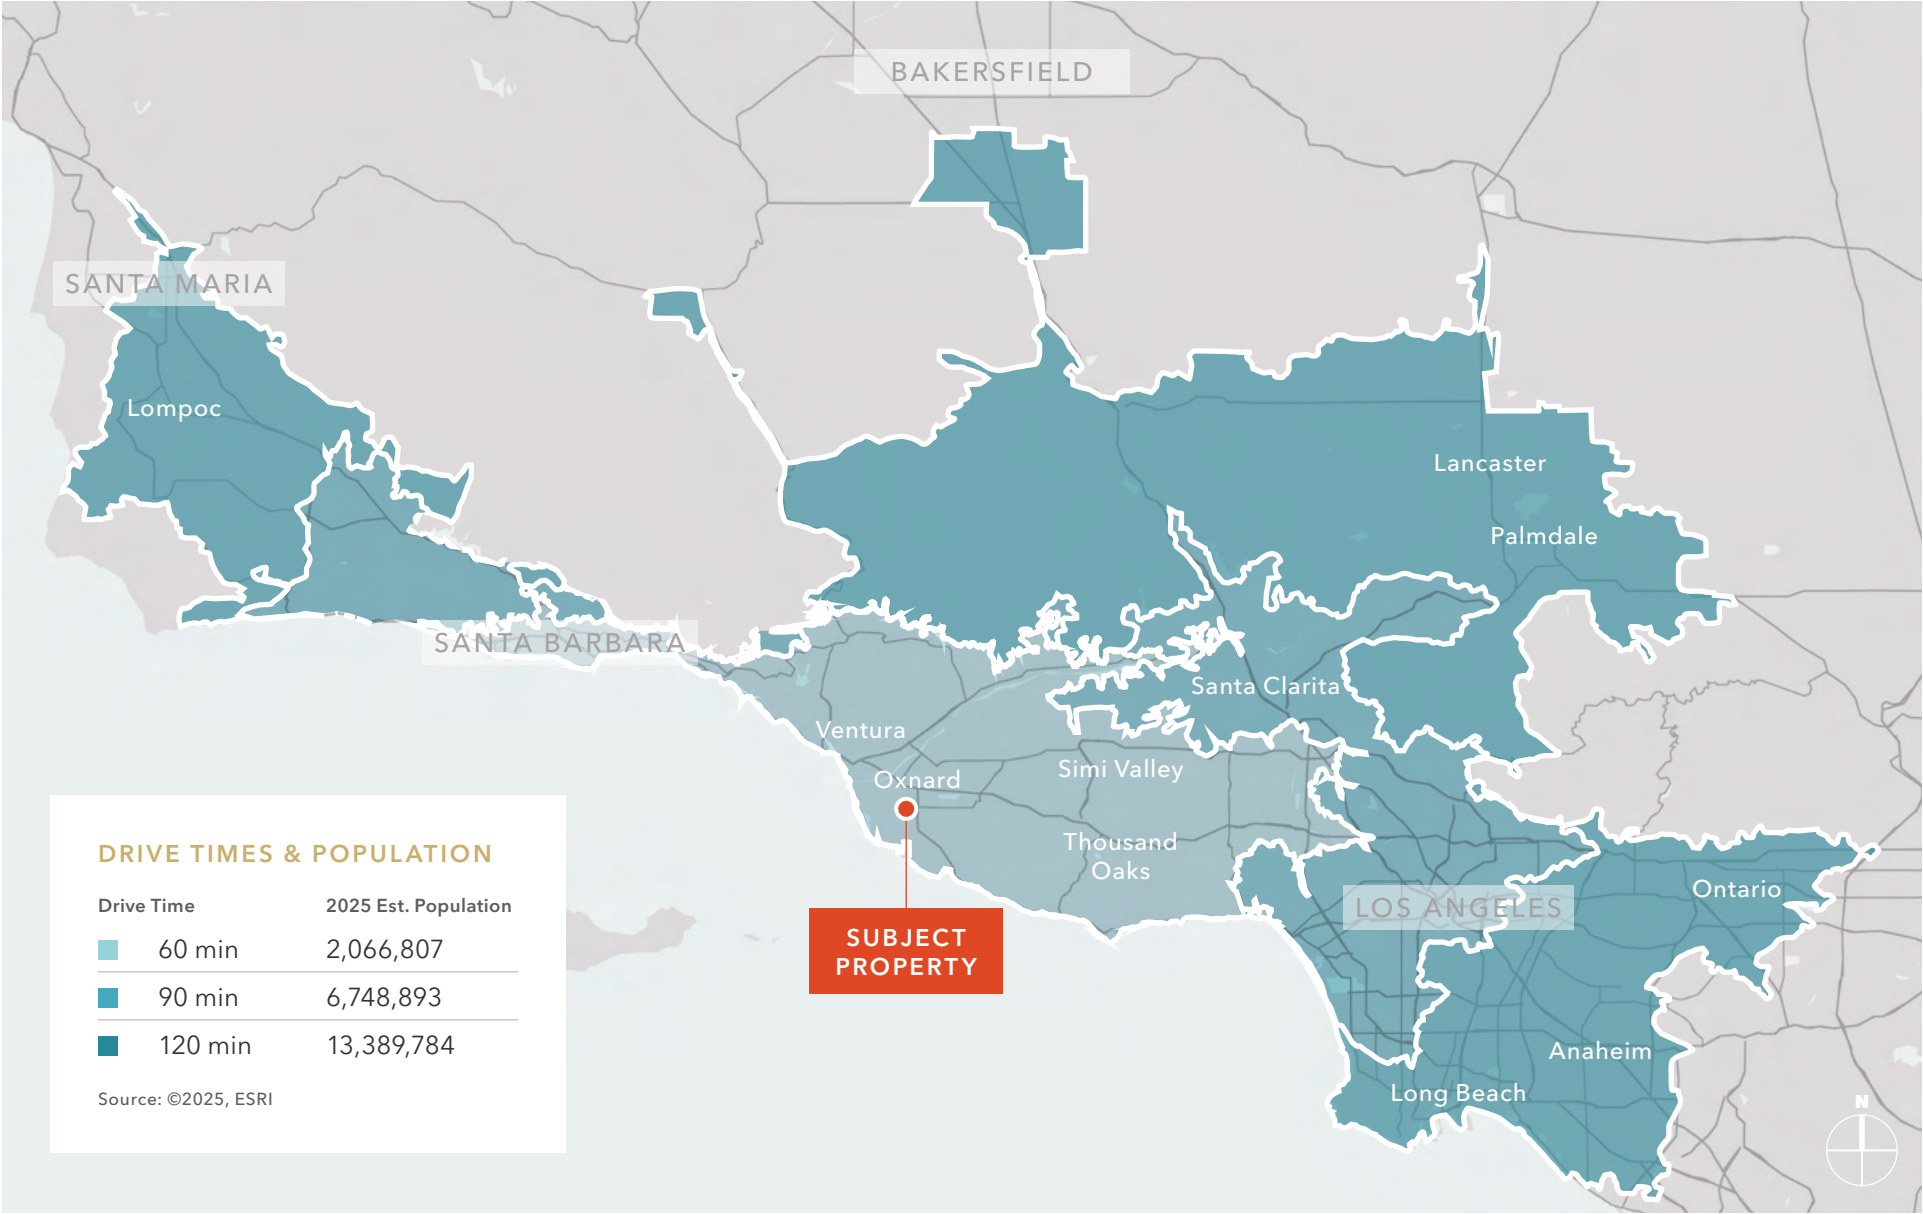 BAKERSFIELD
SANTA MARIA
Lompoc
Lancaster
Palmdale
SANTA BARBARA
Santa Clarita
Ventura
Simi Valley
Oxnard
Thousand
Oaks
Ontario
LOS ANGELES
SUBJECT
PROPERTY
Anaheim
Long Beach
N
DRIVE TIMES & POPULATION
Drive Time 2025 Est. Population
60 min 2,066,807
90 min 6,748,893
120 min 13,389,784
Source: ©2025, ESRI